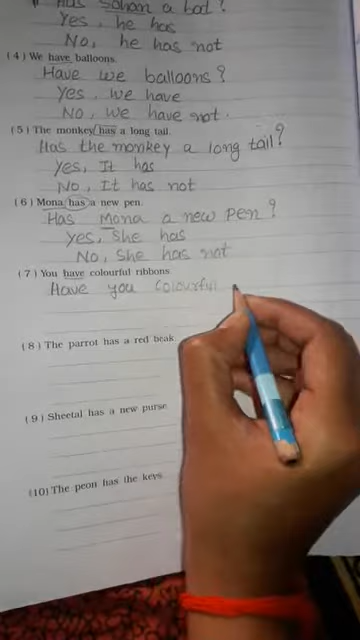 Has Sohan a bat?
Yes, he has
No, he has not
(4) We have balloons.
Have we balloons?
Yes, we have
No, we have not.
(5) The monkey has a long tail.
Has the monkey a long tail?
Yes, It has
No, It has not
(6) Mona has a new pen.
Has Mona a new pen?
Yes, She has
No, She has not
(7) You have colourful ribbons.
Have you colourful
(8) The parrot has a red beak.
(9) Sheetal has a new purse.
(10) The peon has the keys.